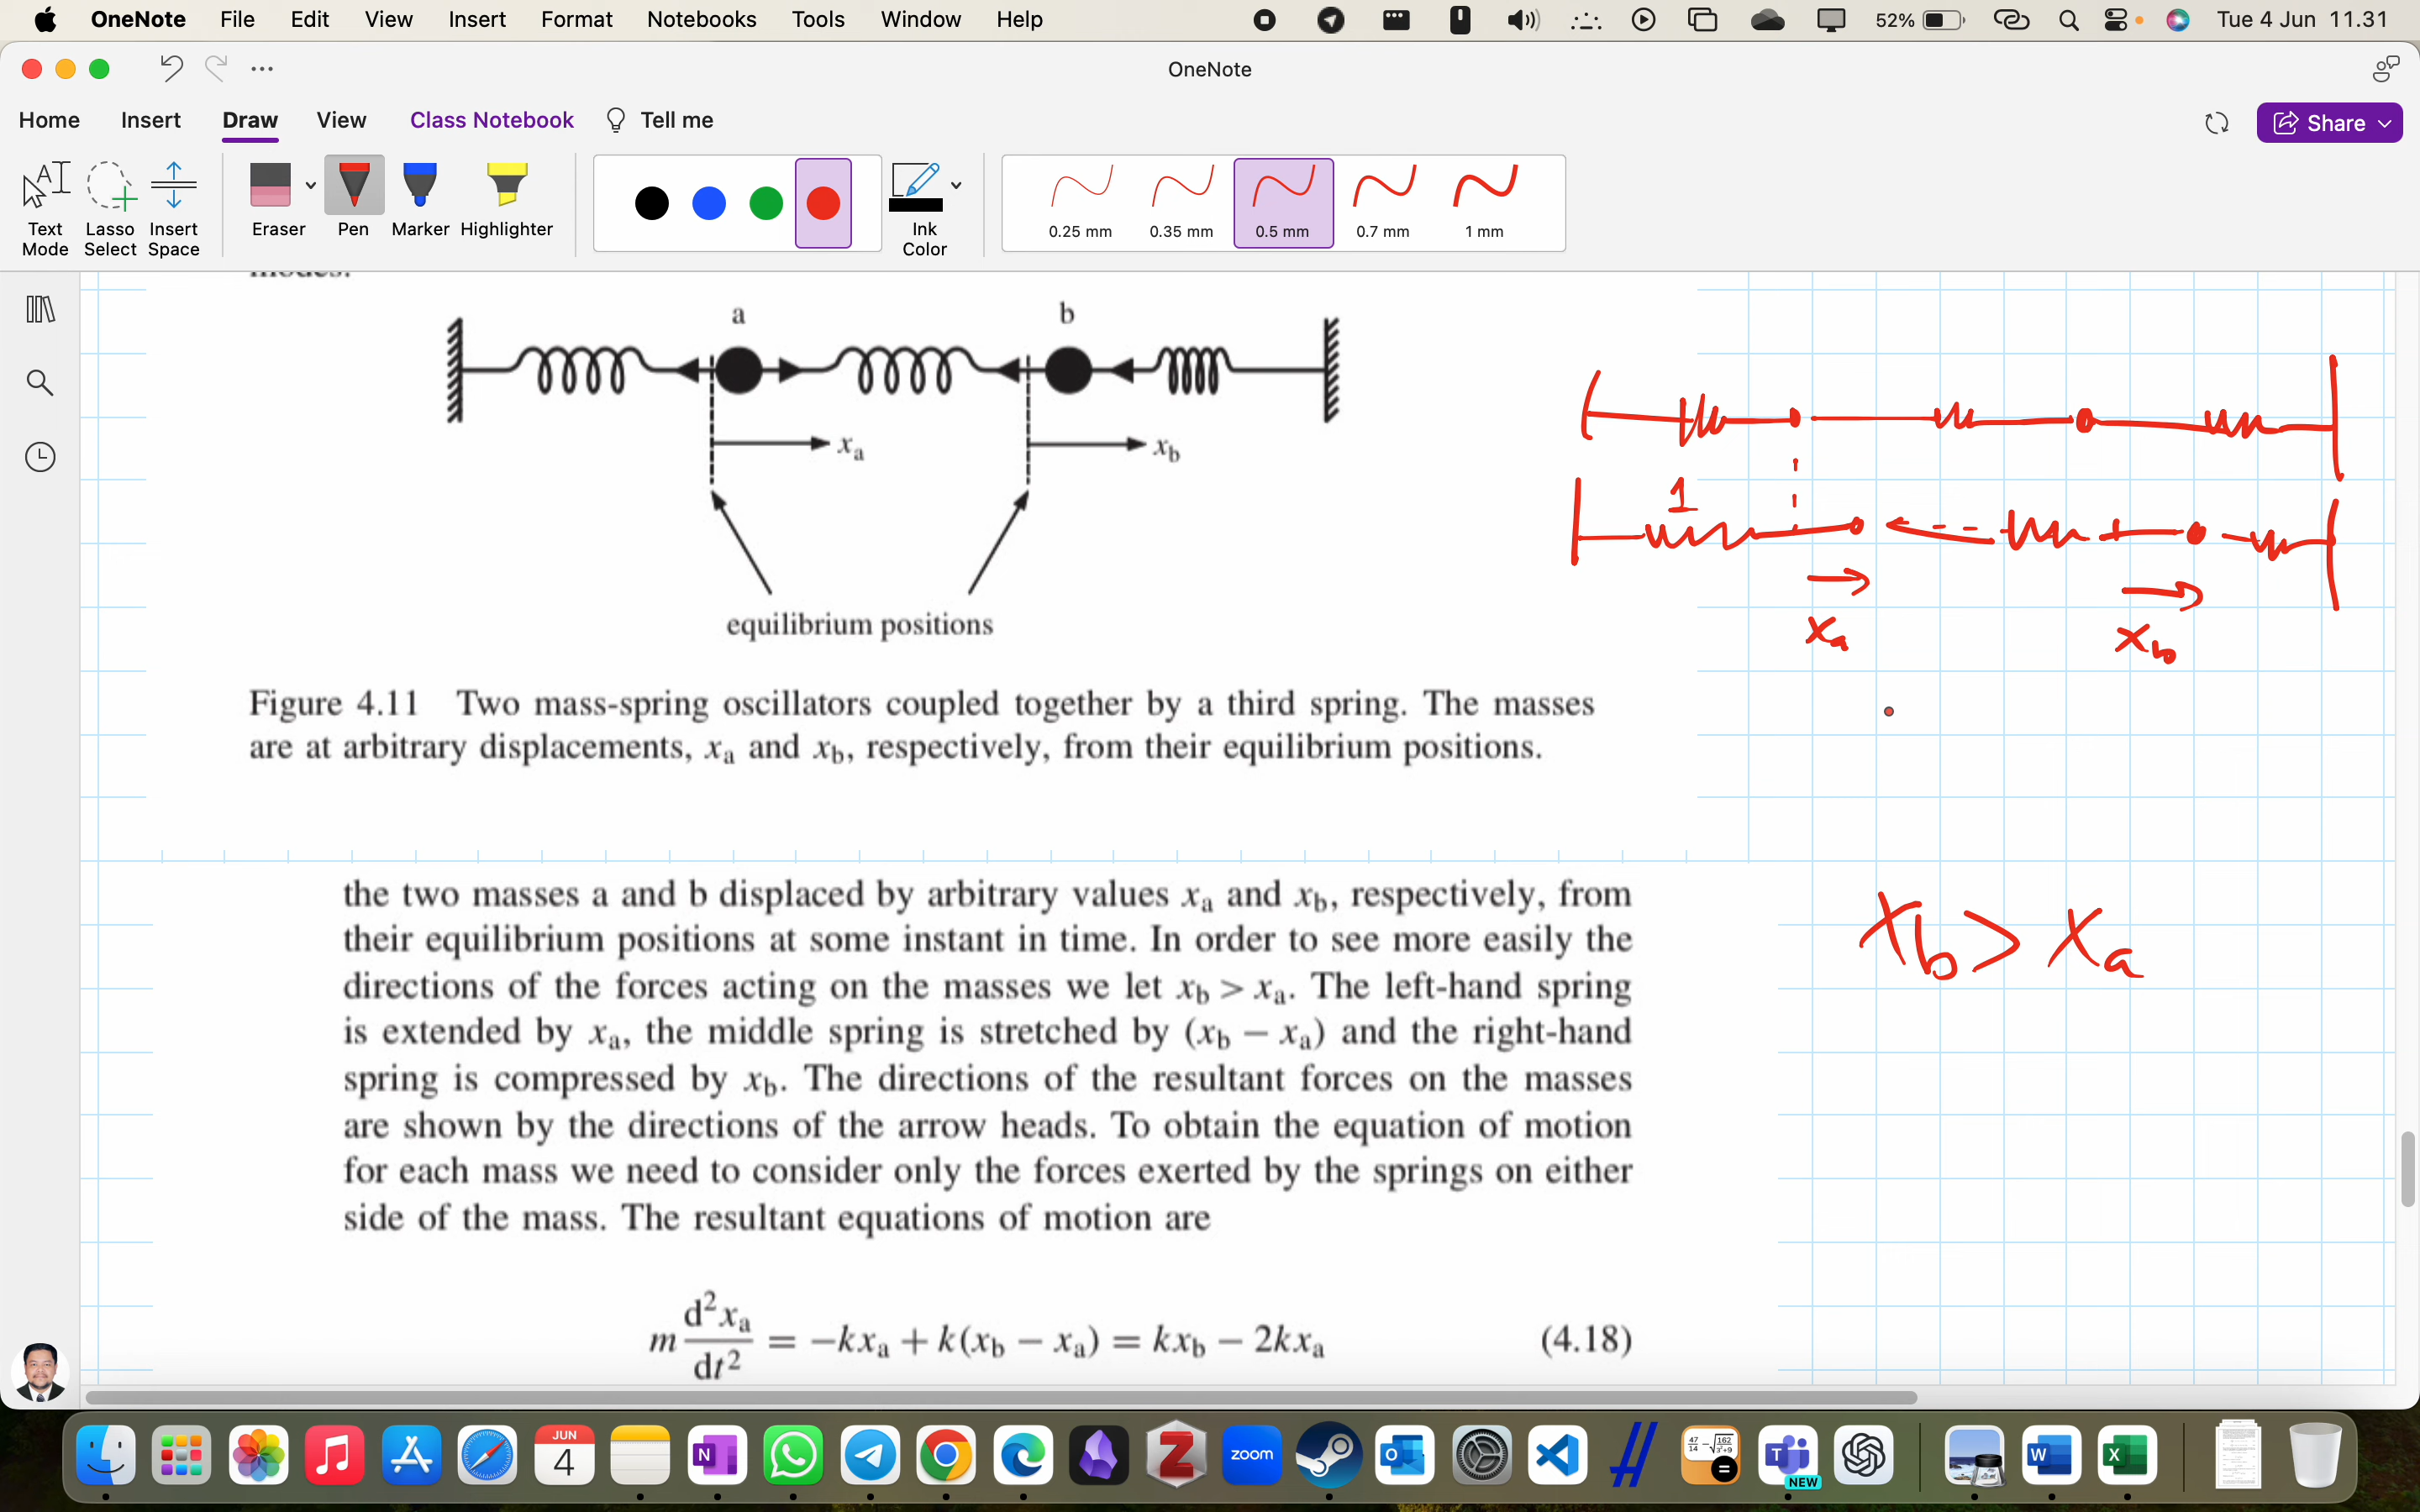 OneNote File Edit View Insert Format Notebooks Tools Window Help 52% Tue 4 Jun 11.31
OneNote
Home Insert Draw View Class Notebook Tell me Share
Text Mode Lasso Select Insert Space Eraser Pen Marker Highlighter Ink Color 0.25 mm 0.35 mm 0.5 mm 0.7 mm 1 mm
modes.
a b
xa xb
1
xa xb
equilibrium positions
Figure 4.11 Two mass-spring oscillators coupled together by a third spring. The masses
are at arbitrary displacements, xa and xb, respectively, from their equilibrium positions.
the two masses a and b displaced by arbitrary values xa and xb, respectively, from
their equilibrium positions at some instant in time. In order to see more easily the
directions of the forces acting on the masses we let xb > xa. The left-hand spring
is extended by xa, the middle spring is stretched by (xb − xa) and the right-hand
spring is compressed by xb. The directions of the resultant forces on the masses
are shown by the directions of the arrow heads. To obtain the equation of motion
for each mass we need to consider only the forces exerted by the springs on either
side of the mass. The resultant equations of motion are
xb > xa
m d²xa/dt² = −kxa + k(xb − xa) = kxb − 2kxa (4.18)
JUN
4
N
zoom
O
T
NEW
W
X